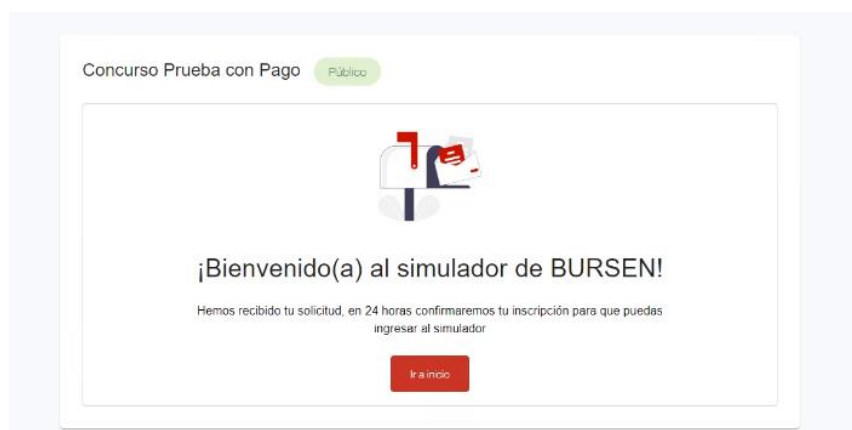 Concurso Prueba con Pago Público
¡Bienvenido(a) al simulador de BURSEN!
Hemos recibido tu solicitud, en 24 horas confirmaremos tu inscripción para que puedas
ingresar al simulador
Ir a inicio